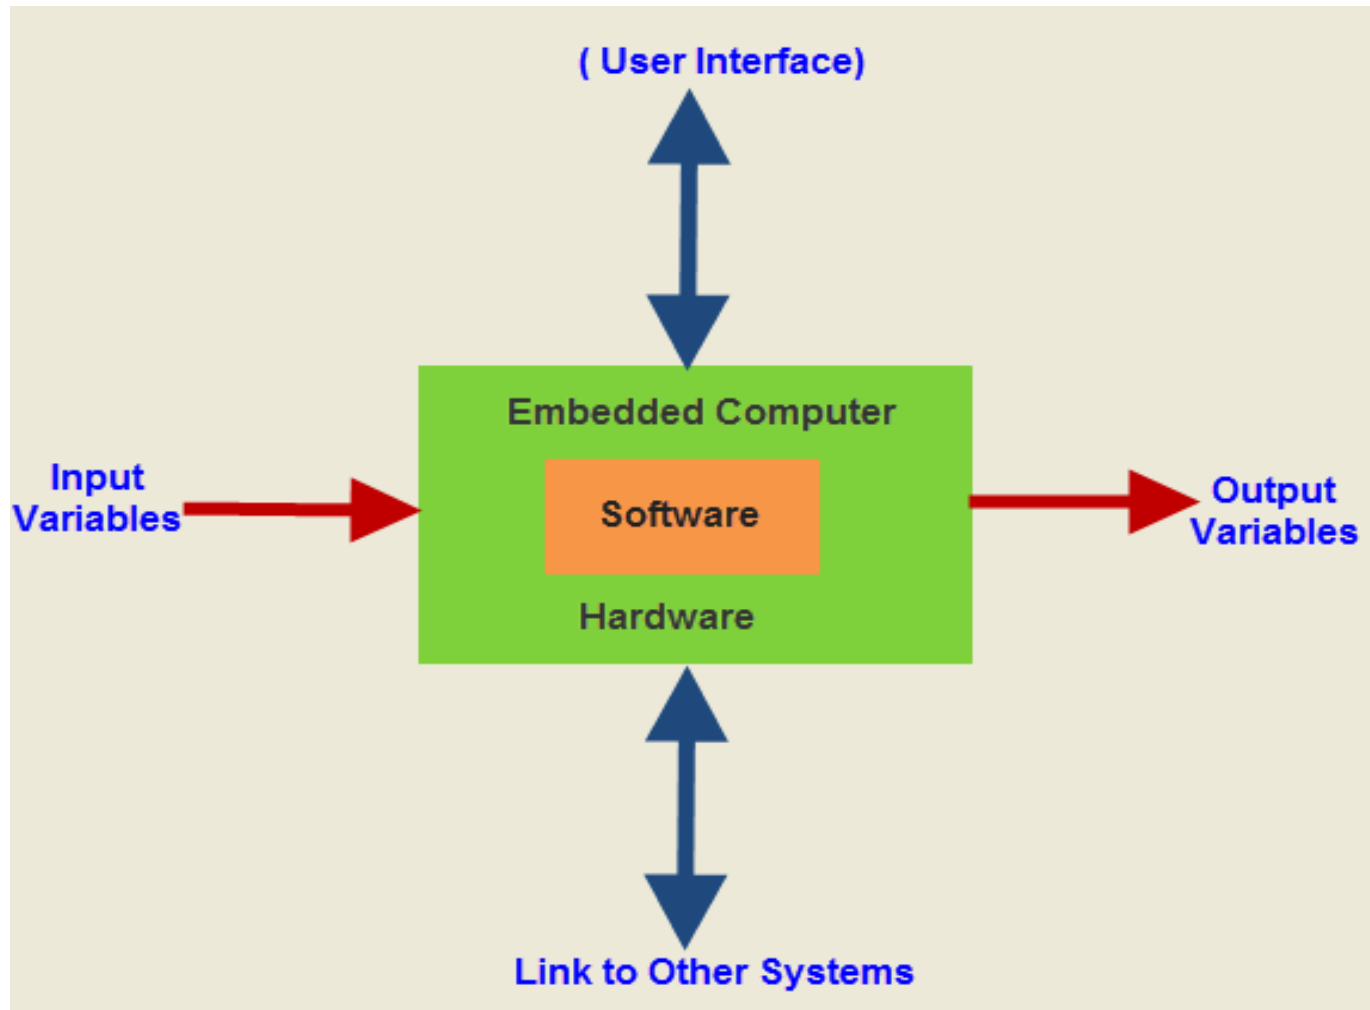 ( User Interface)
Embedded Computer
Input
Variables
Software
Output
Variables
Hardware
Link to Other Systems